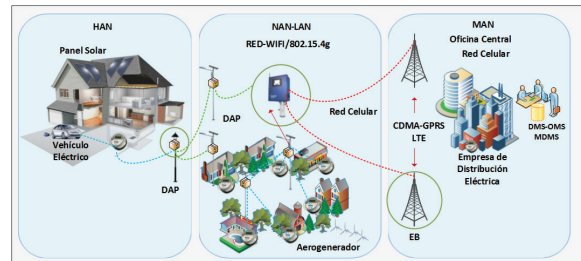 HAN
Panel Solar
Vehículo
Eléctrico
DAP
NAN-LAN
RED-WIFI/802.15.4g
DAP
Red Celular
Aerogenerador
MAN
Oficina Central
Red Celular
CDMA-GPRS
LTE
DMS-OMS
MDMS
Empresa de
Distribución
Eléctrica
EB